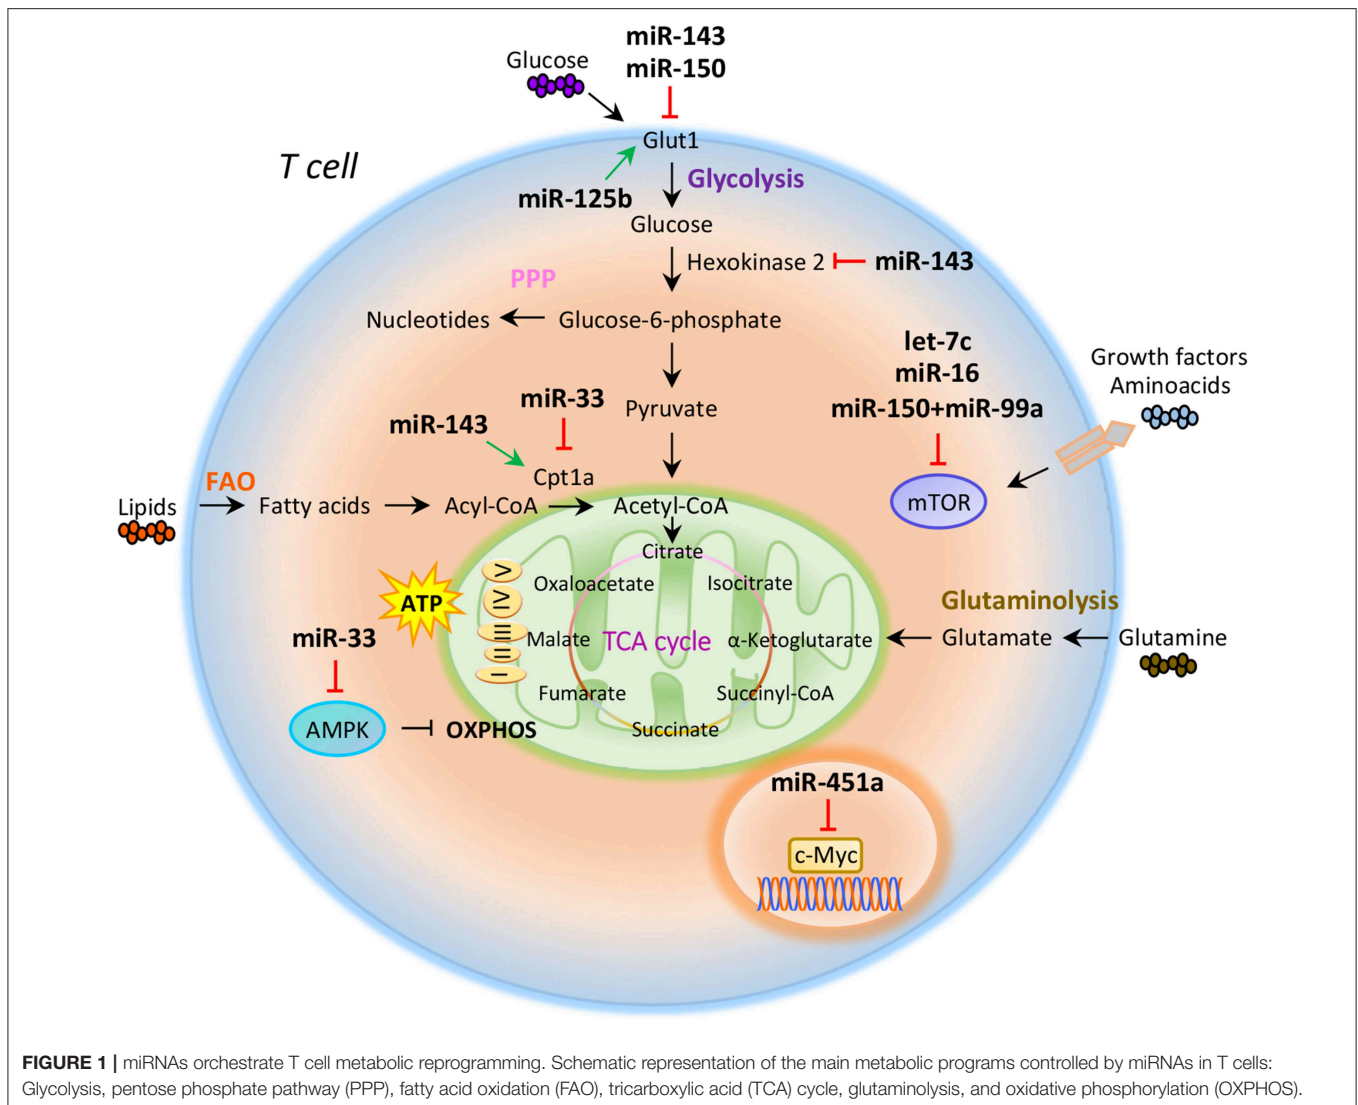 miR-143
miR-150
Glucose
Glut1
T cell
miR-125b
Glycolysis
Glucose
Hexokinase 2
miR-143
PPP
Nucleotides
Glucose-6-phosphate
let-7c
miR-16
miR-150+miR-99a
Growth factors
Aminoacids
miR-33
miR-143
Pyruvate
Cpt1a
mTOR
FAO
Lipids
Fatty acids
Acyl-CoA
Acetyl-CoA
Citrate
Oxaloacetate
Isocitrate
ATP
V
IV
III
II
I
Malate
TCA cycle
α-Ketoglutarate
Glutaminolysis
Glutamate
Glutamine
miR-33
Fumarate
Succinyl-CoA
Succinate
AMPK
OXPHOS
miR-451a
c-Myc
FIGURE 1 | miRNAs orchestrate T cell metabolic reprogramming. Schematic representation of the main metabolic programs controlled by miRNAs in T cells:
Glycolysis, pentose phosphate pathway (PPP), fatty acid oxidation (FAO), tricarboxylic acid (TCA) cycle, glutaminolysis, and oxidative phosphorylation (OXPHOS).